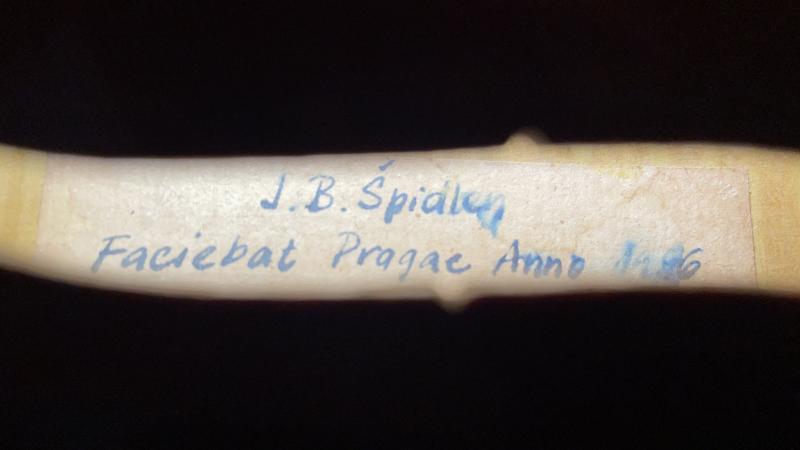 J. B. Špidlen
Faciebat Pragae Anno